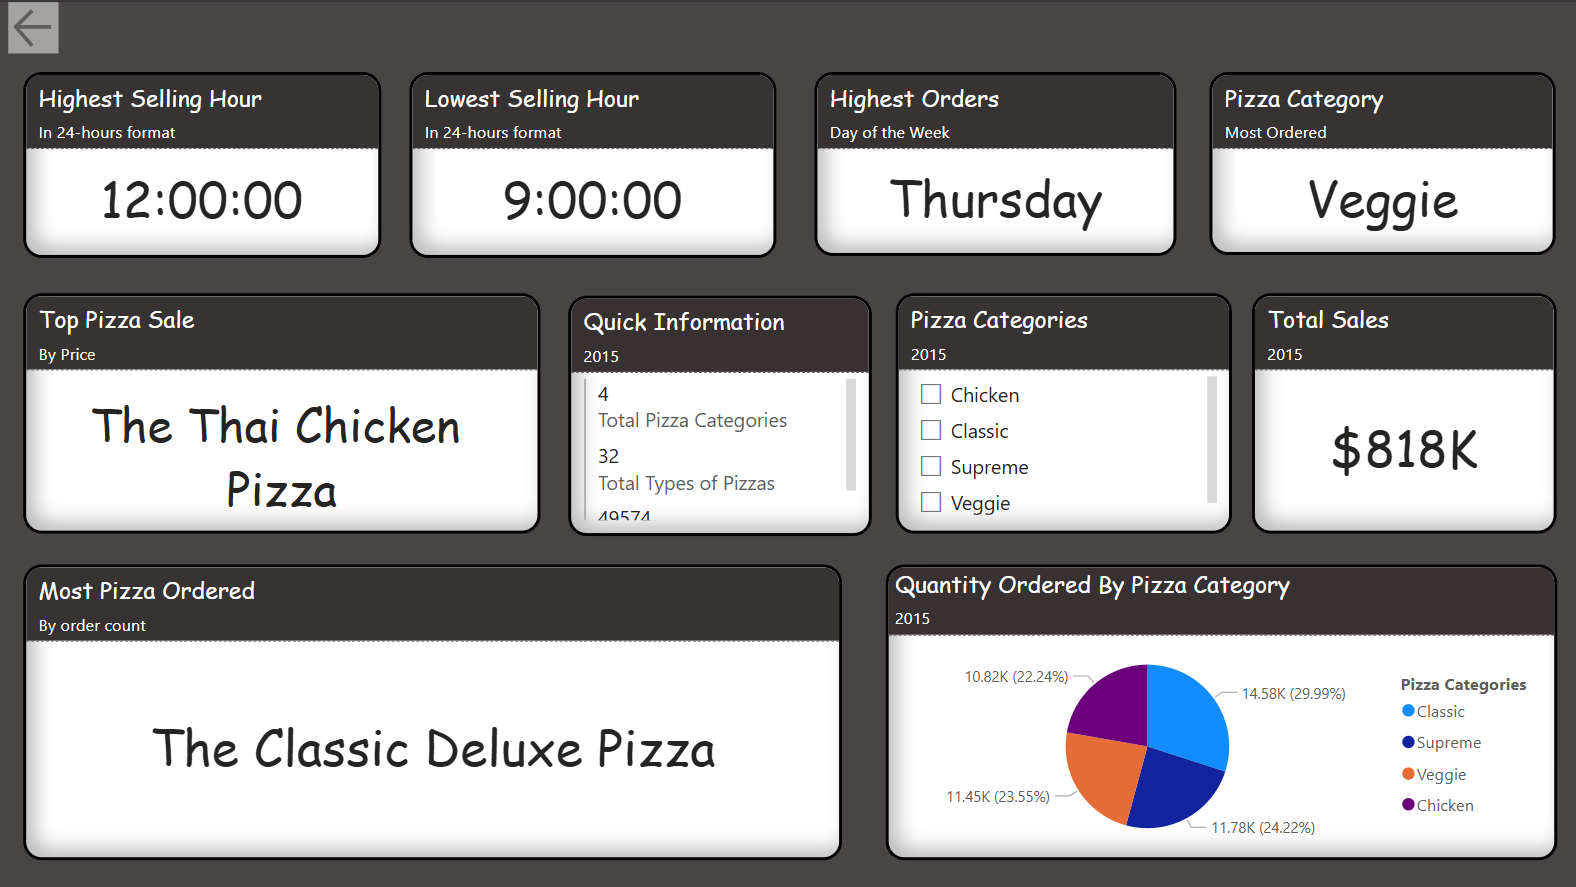 Highest Selling Hour
In 24-hours format
12:00:00
Lowest Selling Hour
In 24-hours format
9:00:00
Highest Orders
Day of the Week
Thursday
Pizza Category
Most Ordered
Veggie
Top Pizza Sale
By Price
The Thai Chicken
Pizza
Quick Information
2015
4
Total Pizza Categories
32
Total Types of Pizzas
49574
Pizza Categories
2015
Chicken
Classic
Supreme
Veggie
Total Sales
2015
$818K
Most Pizza Ordered
By order count
The Classic Deluxe Pizza
Quantity Ordered By Pizza Category
2015
10.82K (22.24%)
14.58K (29.99%)
11.45K (23.55%)
11.78K (24.22%)
Pizza Categories
Classic
Supreme
Veggie
Chicken